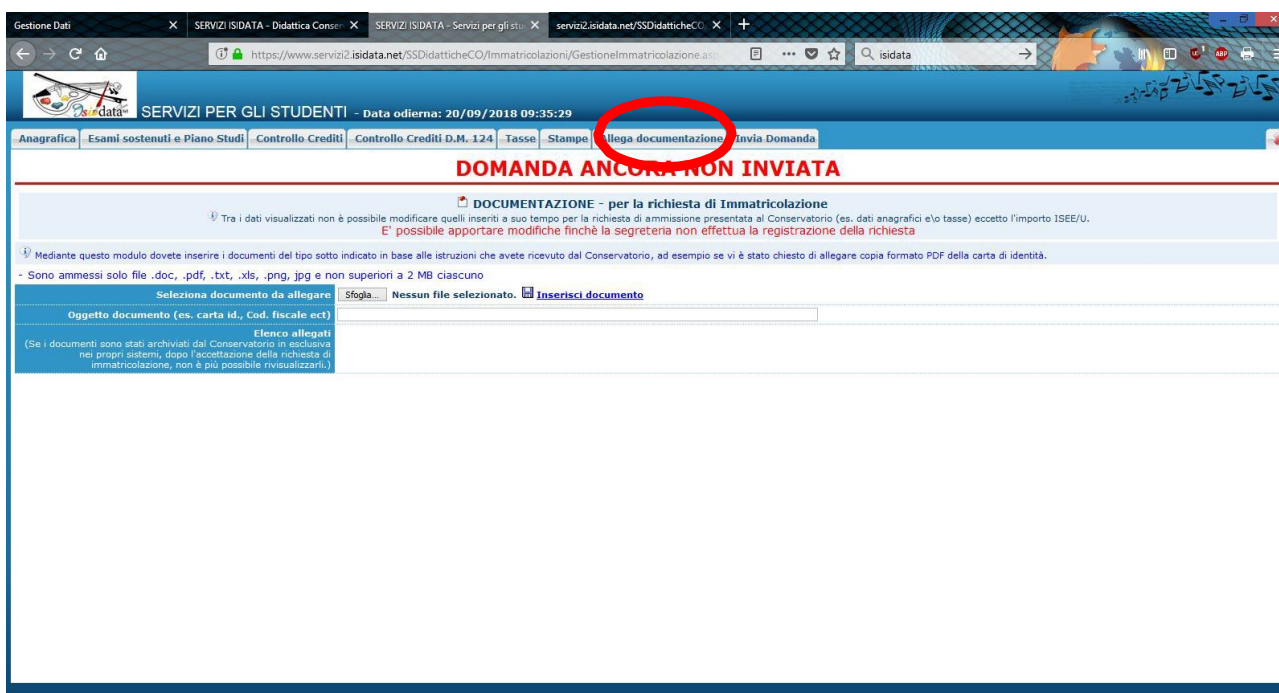 Gestione Dati
SERVIZI ISIDATA - Didattica Conser
SERVIZI ISIDATA - Servizi per gli stu
servizi2.isidata.net/SSDidatticheCO
https://www.servizi2.isidata.net/SSDidatticheCO/Immatricolazioni/GestioneImmatricolazione.as
isidata
Isidata SERVIZI PER GLI STUDENTI - Data odierna: 20/09/2018 09:35:29
Anagrafica Esami sostenuti e Piano Studi Controllo Crediti Controllo Crediti D.M. 124 Tasse Stampe Allega documentazione Invia Domanda
DOMANDA ANCORA NON INVIATA
DOCUMENTAZIONE - per la richiesta di Immatricolazione
Tra i dati visualizzati non è possibile modificare quelli inseriti a suo tempo per la richiesta di ammissione presentata al Conservatorio (es. dati anagrafici e\o tasse) eccetto l'importo ISEE/U.
E' possibile apportare modifiche finchè la segreteria non effettua la registrazione della richiesta
Mediante questo modulo dovete inserire i documenti del tipo sotto indicato in base alle istruzioni che avete ricevuto dal Conservatorio, ad esempio se vi è stato chiesto di allegare copia formato PDF della carta di identità.
- Sono ammessi solo file .doc, .pdf, .txt, .xls, .png, jpg e non superiori a 2 MB ciascuno
Seleziona documento da allegare Sfoglia... Nessun file selezionato. Inserisci documento
Oggetto documento (es. carta id., Cod. fiscale ect)
Elenco allegati
(Se i documenti sono stati archiviati dal Conservatorio in esclusiva
nei propri sistemi, dopo l'accettazione della richiesta di
immatricolazione, non è più possibile rivisualizzarli.)